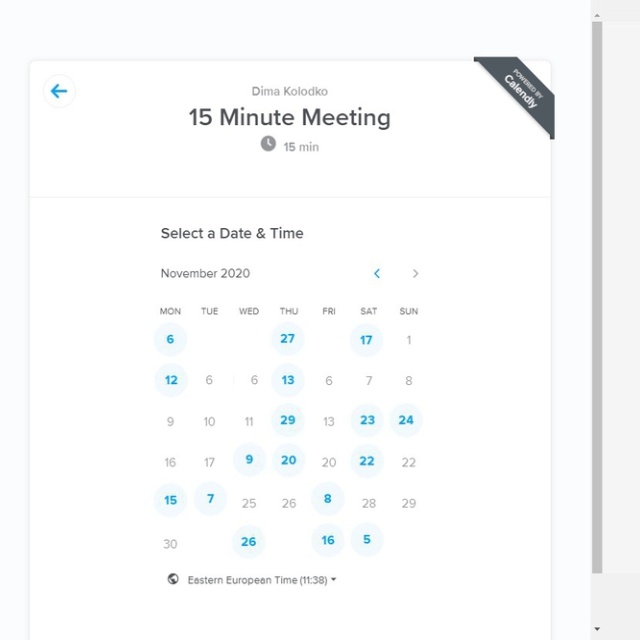 POWERED BY
Calendly
Dima Kolodko
15 Minute Meeting
15 min
Select a Date & Time
November 2020
MON TUE WED THU FRI SAT SUN
6 27 17 1
12 6 6 13 6 7 8
9 10 11 29 13 23 24
16 17 9 20 20 22 22
15 7 25 26 8 28 29
30 26 16 5
Eastern European Time (11:38)